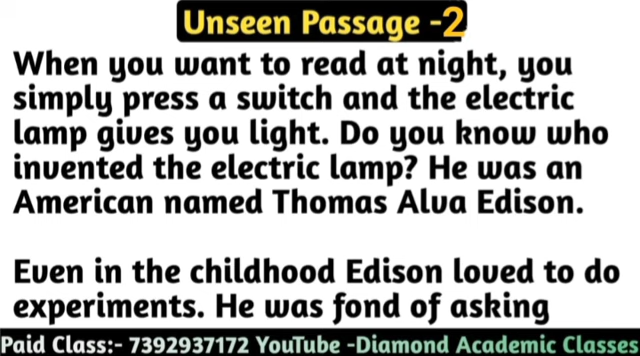 Unseen Passage -2
When you want to read at night, you
simply press a switch and the electric
lamp gives you light. Do you know who
invented the electric lamp? He was an
American named Thomas Alva Edison.
Even in the childhood Edison loved to do
experiments. He was fond of asking
Paid Class:- 7392937172 YouTube -Diamond Academic Classes